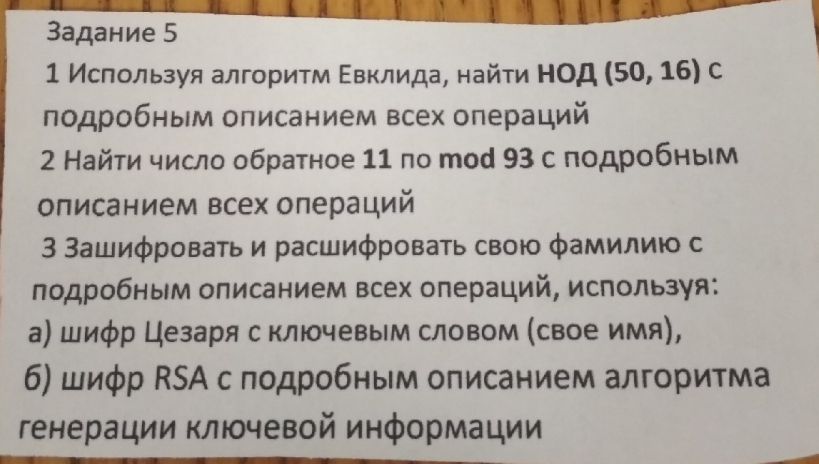 Задание 5
1 Используя алгоритм Евклида, найти НОД (50, 16) с
подробным описанием всех операций
2 Найти число обратное 11 по mod 93 с подробным
описанием всех операций
3 Зашифровать и расшифровать свою фамилию с
подробным описанием всех операций, используя:
а) шифр Цезаря с ключевым словом (свое имя),
б) шифр RSA с подробным описанием алгоритма
генерации ключевой информации